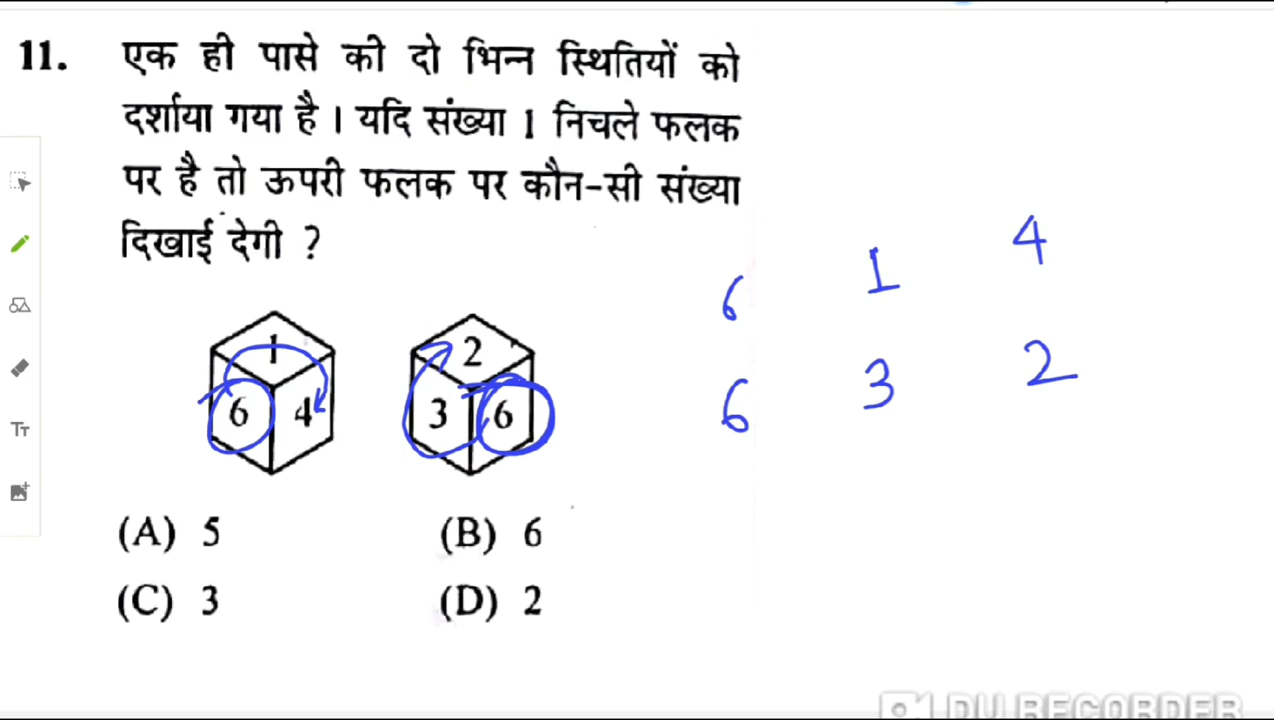 11. एक ही पासे की दो भिन्न स्थितियों को
दर्शाया गया है । यदि संख्या 1 निचले फलक
पर है तो ऊपरी फलक पर कौन-सी संख्या
दिखाई देगी ?
6 1 4
6 3 2
1 2
6 4 3 6
(A) 5 (B) 6
(C) 3 (D) 2
Tт
DU RECORDER